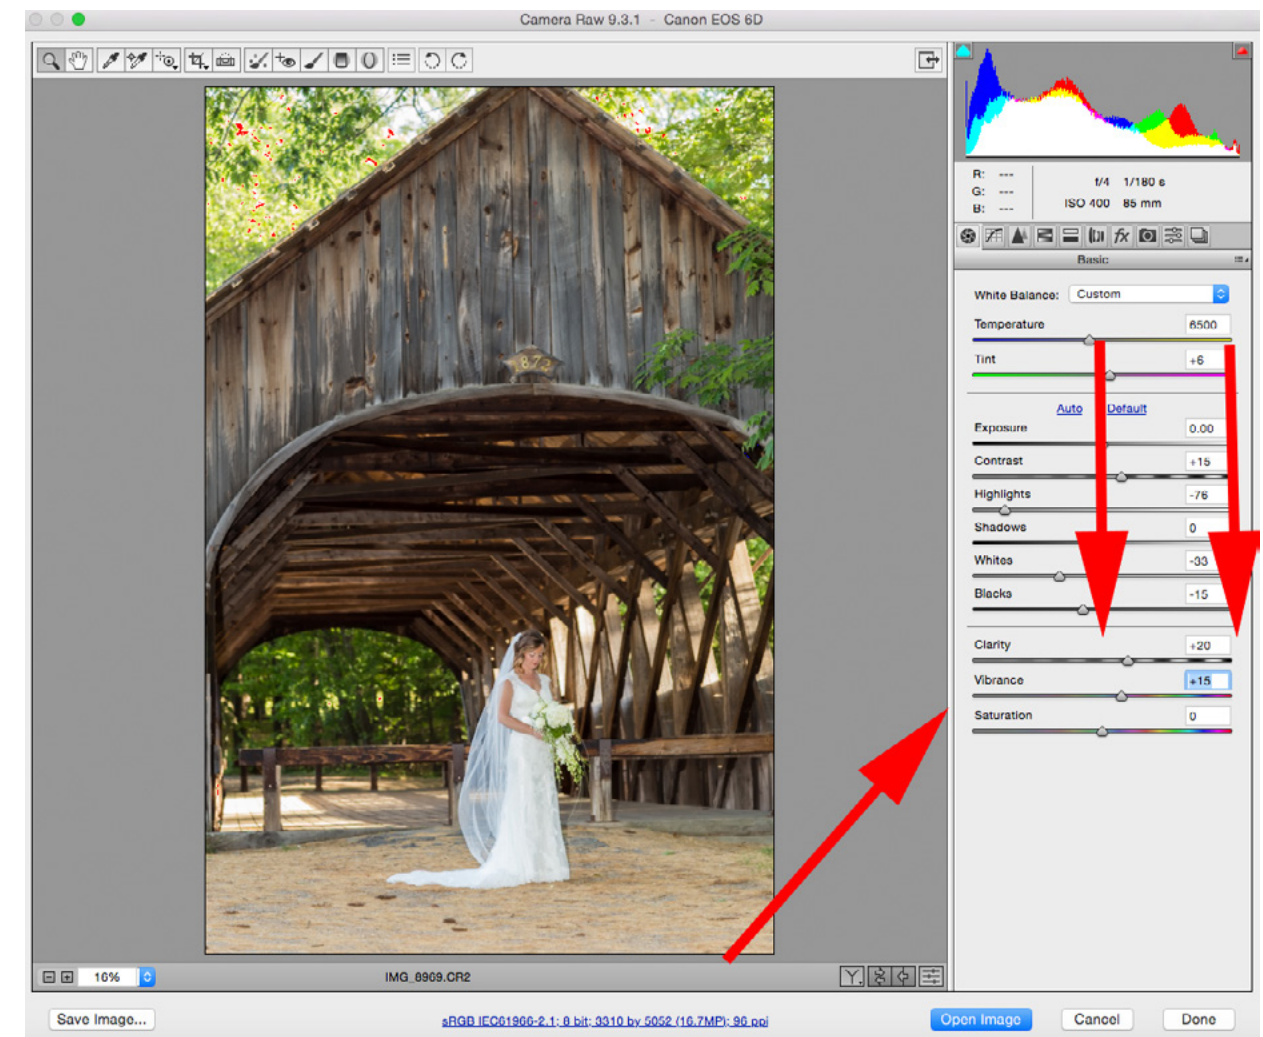 Camera Raw 9.3.1 - Canon EOS 6D
R: ---
G: ---
B: ---
f/4 1/180 s
ISO 400 85 mm
Basic
White Balance: Custom
Temperature 6500
Tint +6
Auto Default
Exposure 0.00
Contrast +15
Highlights -76
Shadows 0
Whites -33
Blacks -15
Clarity +20
Vibrance +15
Saturation 0
872
16% IMG_8969.CR2
Save Image... sRGB IEC61966-2.1; 8 bit; 3310 by 5052 (16.7MP); 96 ppi Open Image Cancel Done